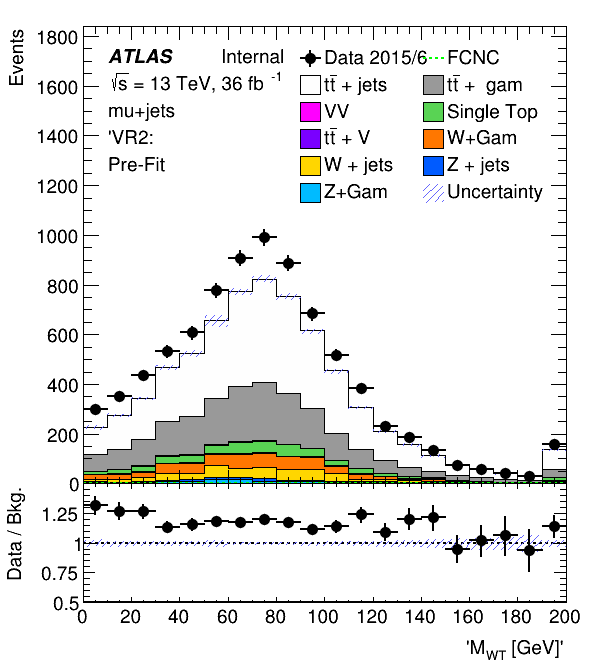 Events
1800
1600
1400
1200
1000
800
600
400
200
0
ATLAS Internal
√s = 13 TeV, 36 fb -1
mu+jets
'VR2:
Pre-Fit
Data 2015/6 FCNC
tt̄ + jets tt̄ + gam
VV Single Top
tt̄ + V W+Gam
W + jets Z + jets
Z+Gam Uncertainty
Data / Bkg.
1.25
1
0.75
0.5
0 20 40 60 80 100 120 140 160 180 200
'M_WT [GeV]'